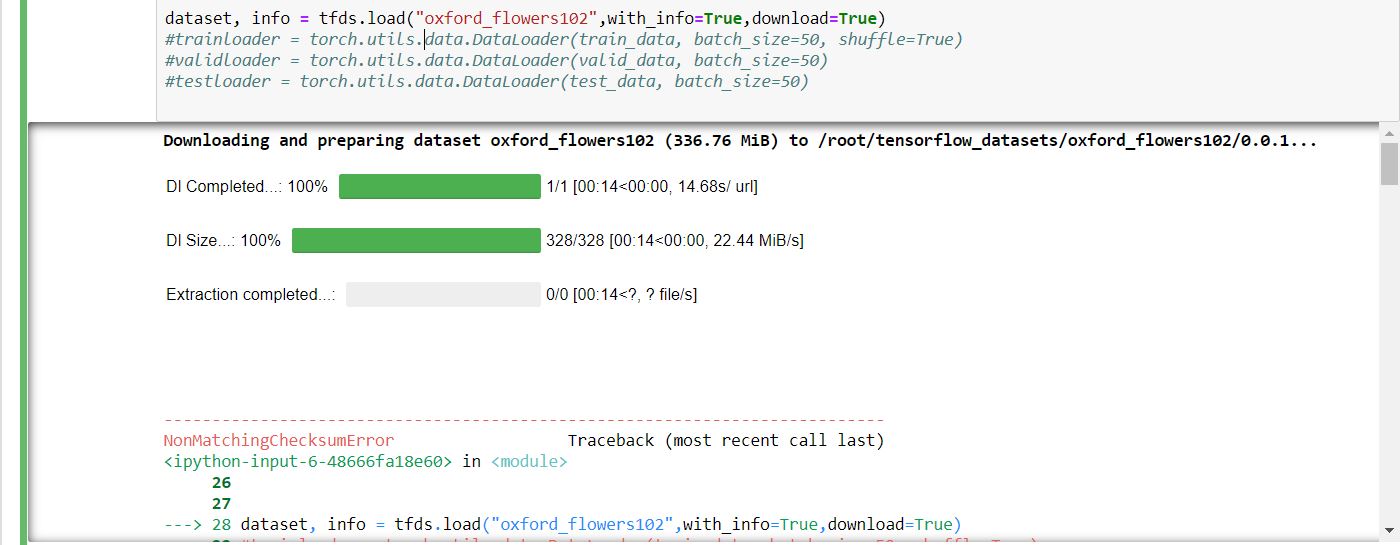 dataset, info = tfds.load("oxford_flowers102",with_info=True,download=True)
#trainloader = torch.utils.data.DataLoader(train_data, batch_size=50, shuffle=True)
#validloader = torch.utils.data.DataLoader(valid_data, batch_size=50)
#testloader = torch.utils.data.DataLoader(test_data, batch_size=50)
Downloading and preparing dataset oxford_flowers102 (336.76 MiB) to /root/tensorflow_datasets/oxford_flowers102/0.0.1...
Dl Completed...: 100% 1/1 [00:14<00:00, 14.68s/ url]
Dl Size...: 100% 328/328 [00:14<00:00, 22.44 MiB/s]
Extraction completed...: 0/0 [00:14<?, ? file/s]
---------------------------------------------------------------------------
NonMatchingChecksumError Traceback (most recent call last)
<ipython-input-6-48666fa18e60> in <module>
26
27
---> 28 dataset, info = tfds.load("oxford_flowers102",with_info=True,download=True)